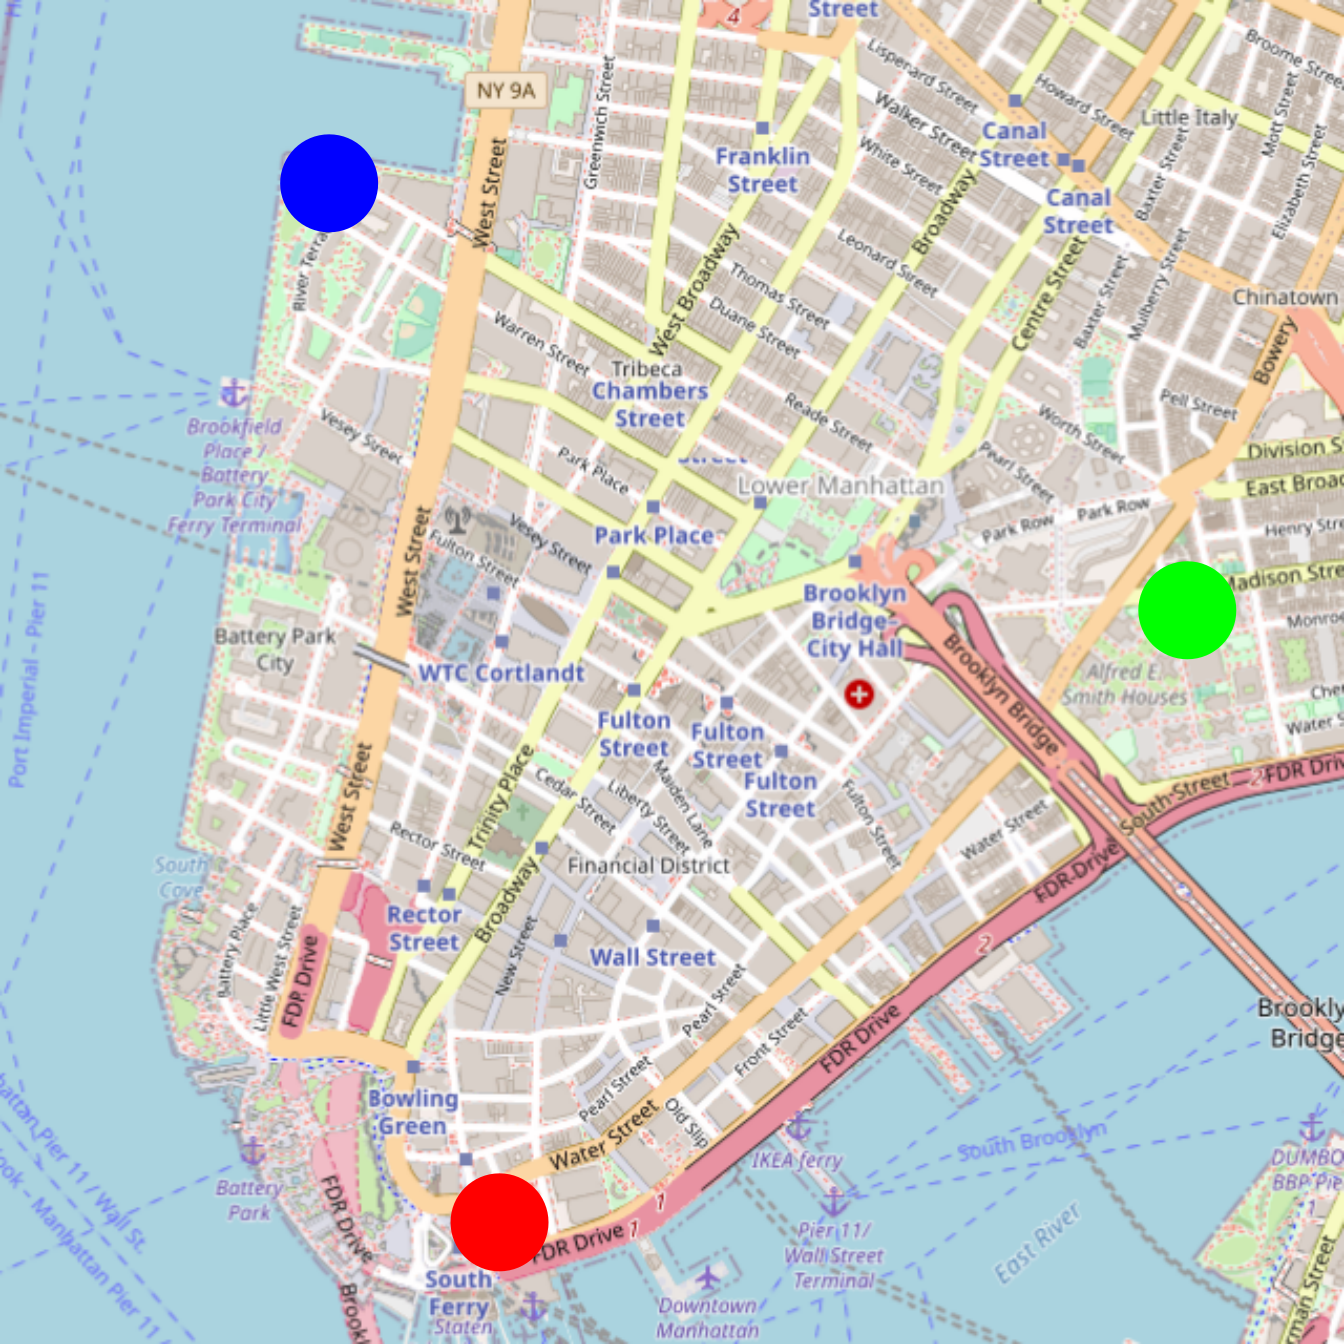 4
Street
NY 9A
Greenwich Street
Lispenard Street
Walker Street
Howard Street
Broome Stree
Mott Street
Little Italy
Canal
Street
Franklin
Street
White Street
Broadway
Canal
Street
Baxter Street
Elizabeth Street
West Street
River Terra
Leonard Street
Thomas Street
Duane Street
West Broadway
Centre Street
Baxter Street
Mulberry Street
Chinatown
Bowery
Warren Street
Tribeca
Chambers
Street
Reade Street
Pell Street
Worth Street
Brookfield
Place /
Battery
Park City
Ferry Terminal
Vesey Street
Park Place
Street
Lower Manhattan
Pearl Street
Division S
East Broad
Park Row
Park Row
Henry Stre
West Street
Fulton Street
Vesey Street
Park Place
Brooklyn
Bridge-
City Hall
Madison Stre
Monroe
Port Imperial - Pier 11
Battery Park
City
WTC Cortlandt
Brooklyn Bridge
Alfred E.
Smith Houses
Che
Water
Fulton
Street
Fulton
Street
Fulton
Street
Maiden Lane
Liberty Street
Cedar Street
Trinity Place
West Street
Rector Street
Fulton Street
Water Street
South Street
2
FDR Driv
South
Cove
Financial District
FDR Drive
Rector
Street
Broadway
New Street
Wall Street
2
Battery Place
Little West Street
FDR Drive
Pearl Street
Front Street
FDR Drive
Brookly
Bridge
Bowling
Green
Pearl Street
Old Slip
Water Street
IKEA ferry
South Brooklyn
DUMBO
BBP Pie
1
hattan, Pier 11 / Wall St.
ook - Manhattan Pier 11 /
Battery
Park
FDR Drive
1
FDR Drive
1
Pier 11/
Wall Street
Terminal
East River
South
Ferry
Staten
Brookl
Downtown
Manhattan
man Street